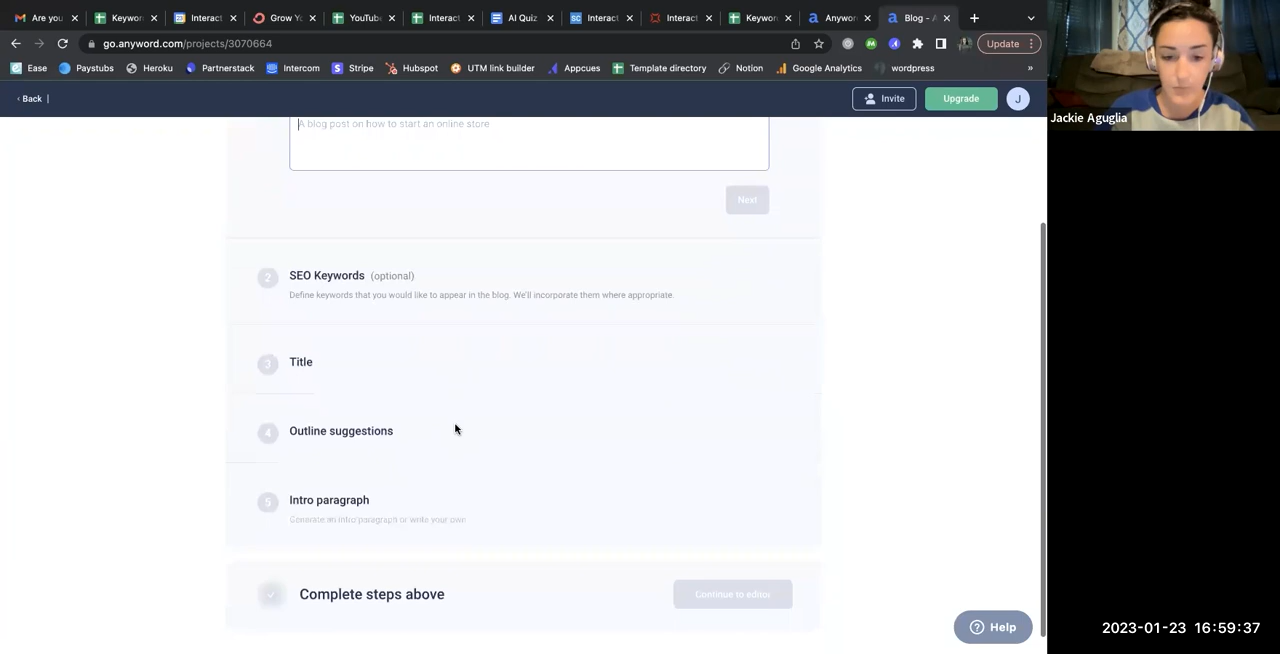 Are you
Keyword
Interact
Grow Yo
YouTube
Interact
AI Quiz
Interact
Interact
Keyword
Anyword
Blog - A
go.anyword.com/projects/3070664
Update
Ease
Paystubs
Heroku
Partnerstack
Intercom
Stripe
Hubspot
UTM link builder
Appcues
Template directory
Notion
Google Analytics
wordpress
»
‹ Back |
Invite
Upgrade
J
Jackie Aguglia
A blog post on how to start an online store
Next
2 SEO Keywords (optional)
Define keywords that you would like to appear in the blog. We'll incorporate them where appropriate.
3 Title
4 Outline suggestions
5 Intro paragraph
Generate an intro paragraph or write your own
Complete steps above
Continue to editor
Help
2023-01-23 16:59:37